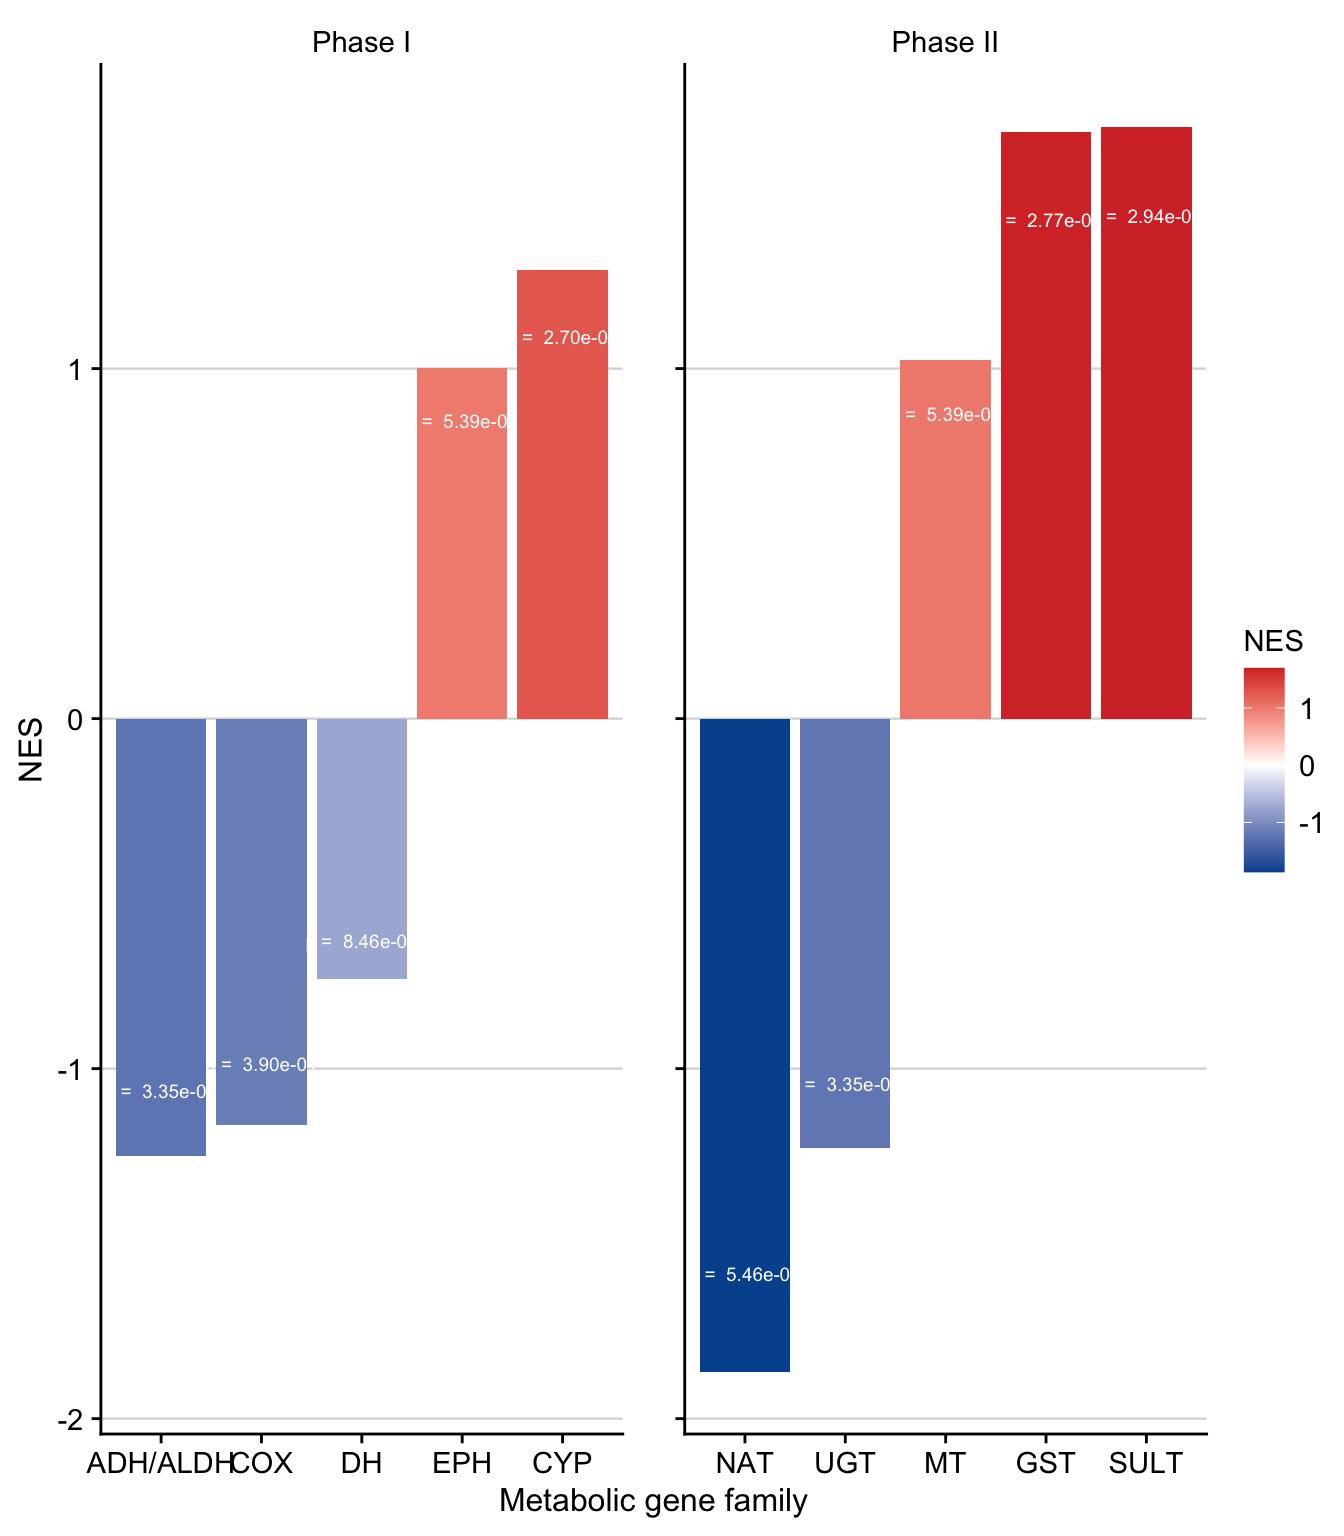 Phase I
Phase II
NES
1
0
-1
-2
= 3.35e-0
= 3.90e-0
= 8.46e-0
= 5.39e-0
= 2.70e-0
= 5.46e-0
= 3.35e-0
= 5.39e-0
= 2.77e-0
= 2.94e-0
ADH/ALDH COX DH EPH CYP
NAT UGT MT GST SULT
Metabolic gene family
NES
1
0
-1